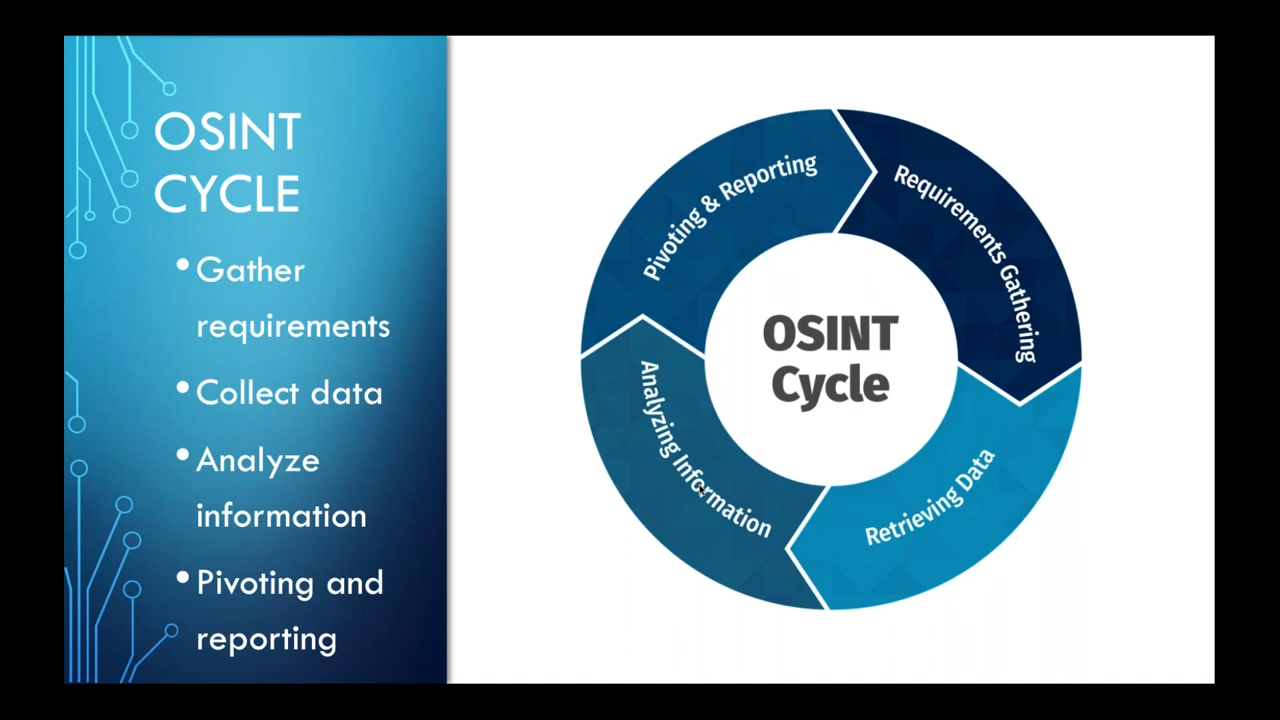 OSINT
CYCLE
• Gather
requirements
• Collect data
• Analyze
information
• Pivoting and
reporting
Pivoting & Reporting
Requirements Gathering
OSINT
Cycle
Analyzing Information
Retrieving Data